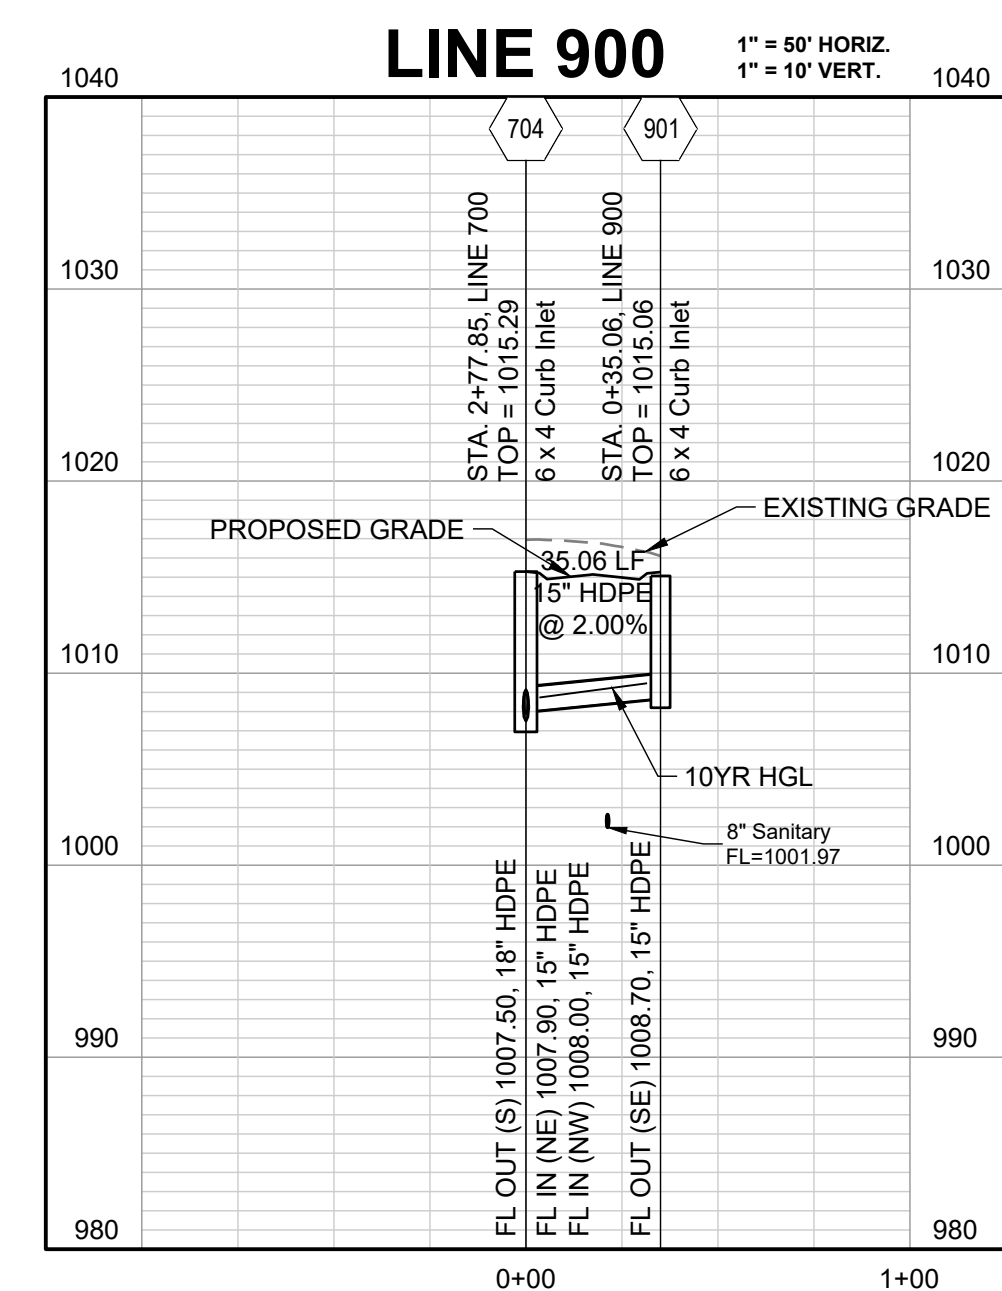 LINE 900
1" = 50' HORIZ.
1" = 10' VERT.
1040
1040
704
901
STA. 2+77.85, LINE 700
TOP = 1015.29
6 x 4 Curb Inlet
STA. 0+35.06, LINE 900
TOP = 1015.06
6 x 4 Curb Inlet
1030
1030
1020
1020
EXISTING GRADE
PROPOSED GRADE
35.06 LF
15" HDPE
@ 2.00%
1010
1010
10YR HGL
8" Sanitary
FL=1001.97
1000
1000
FL OUT (S) 1007.50, 18" HDPE
FL IN (NE) 1007.90, 15" HDPE
FL IN (NW) 1008.00, 15" HDPE
FL OUT (SE) 1008.70, 15" HDPE
990
990
980
980
0+00
1+00